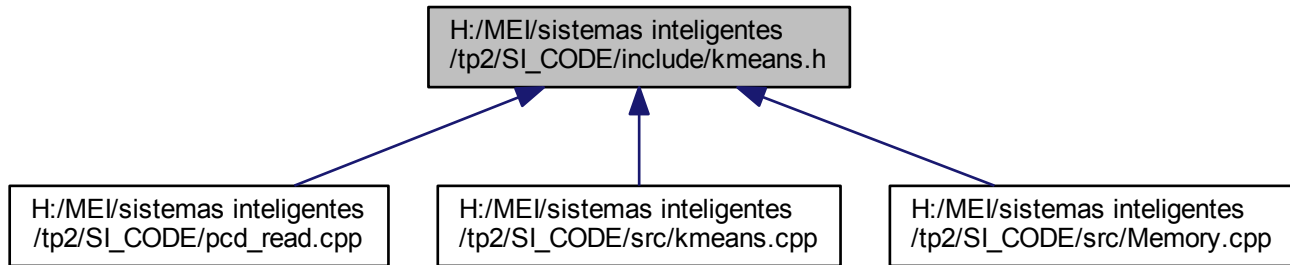 H:/MEI/sistemas inteligentes
/tp2/SI_CODE/include/kmeans.h
H:/MEI/sistemas inteligentes
/tp2/SI_CODE/pcd_read.cpp
H:/MEI/sistemas inteligentes
/tp2/SI_CODE/src/kmeans.cpp
H:/MEI/sistemas inteligentes
/tp2/SI_CODE/src/Memory.cpp